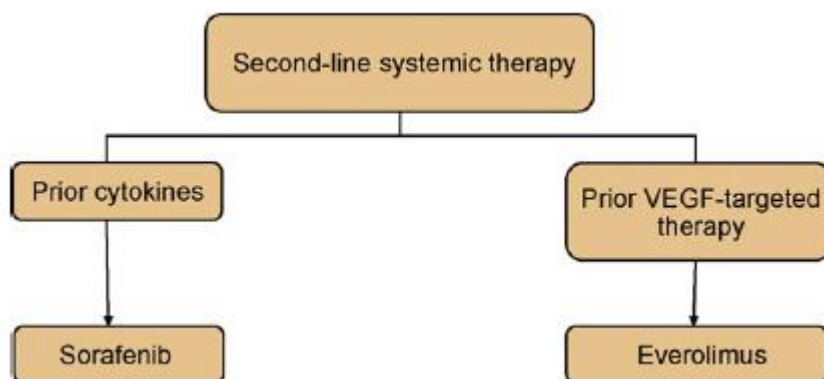 Second-line systemic therapy
Prior cytokines
Prior VEGF-targeted
therapy
Sorafenib
Everolimus